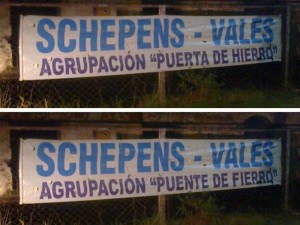 SCHEPENS - VALES
AGRUPACIÓN "PUERTA DE HIERRO"
SCHEPENS - VALES
AGRUPACIÓN "PUENTE DE FIERRO"